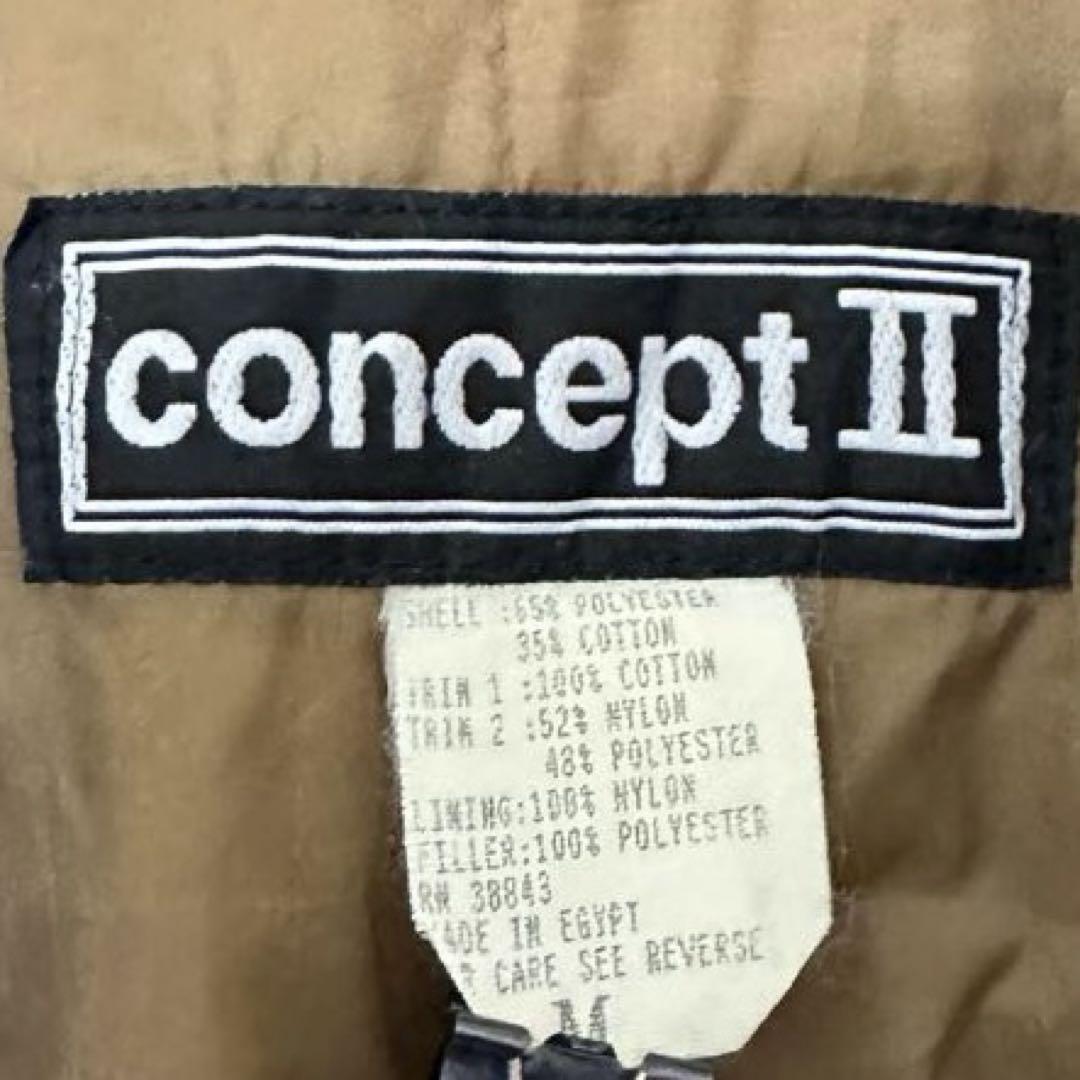 concept II
SHELL :65% POLYESTER
35% COTTON
TRIM 1 :100% COTTON
TRIM 2 :52% NYLON
48% POLYESTER
LINING:100% NYLON
FILLER:100% POLYESTER
RN 38843
MADE IN EGYPT
CARE SEE REVERSE
M